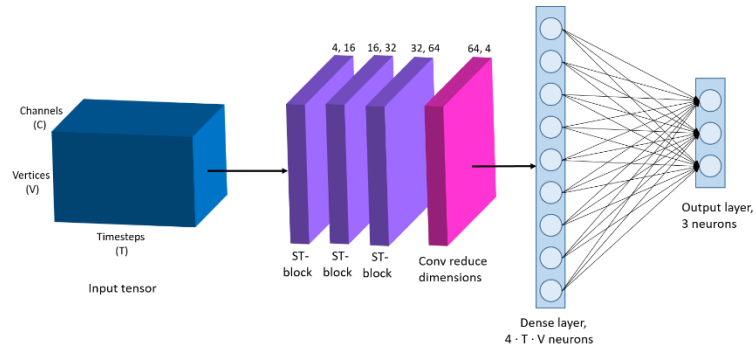 4, 16
16, 32
32, 64
64, 4
Channels
(C)
Vertices
(V)
Timesteps
(T)
Input tensor
ST-
block
ST-
block
ST-
block
Conv reduce
dimensions
Dense layer,
4 · T · V neurons
Output layer,
3 neurons